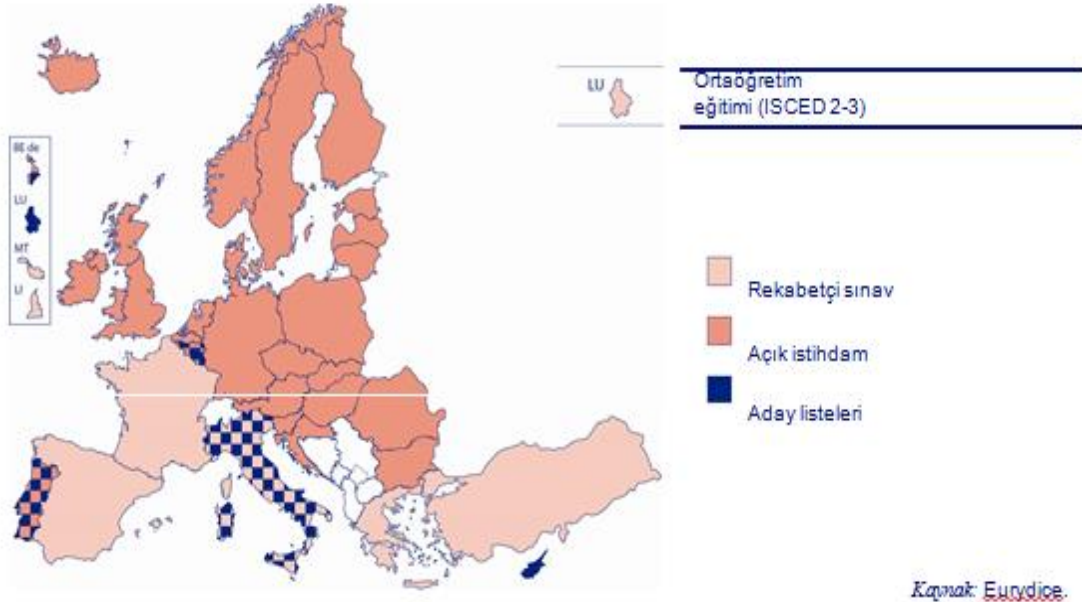 BE de
LU
MT
LI
LU
Ortaöğretim
eğitimi (ISCED 2-3)
Rekabetçi sınav
Açık istihdam
Aday listeleri
Kaynak: Eurydice.